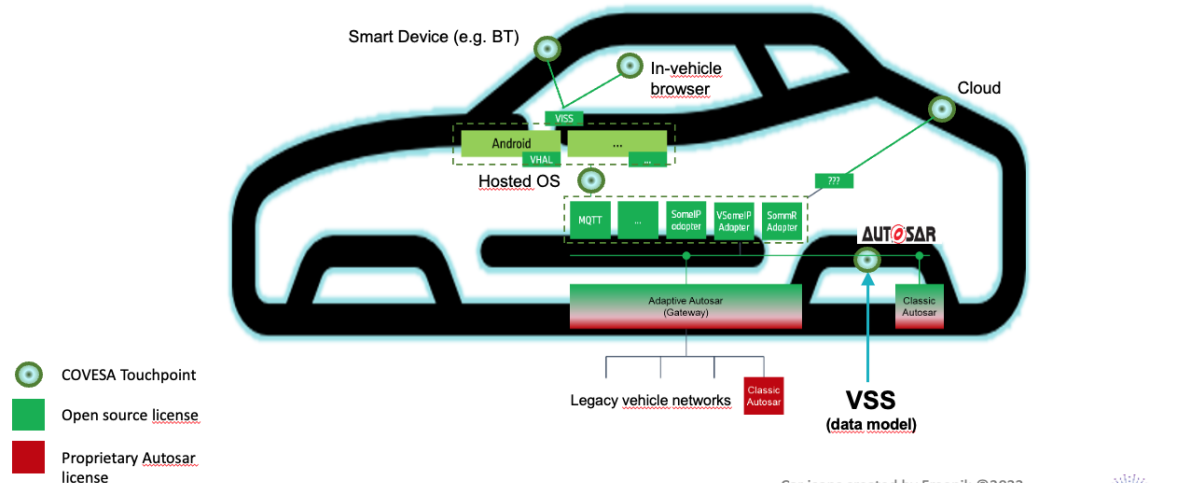 Smart Device (e.g. BT)
In-vehicle
browser
Cloud
VISS
Android
...
VHAL
...
Hosted OS
???
MQTT
...
SomeIP
adapter
VSomeIP
Adapter
SommR
Adapter
AUTOSAR
Adaptive Autosar
(Gateway)
Classic
Autosar
COVESA Touchpoint
Legacy vehicle networks
Classic
Autosar
VSS
(data model)
Open source license
Proprietary Autosar
license